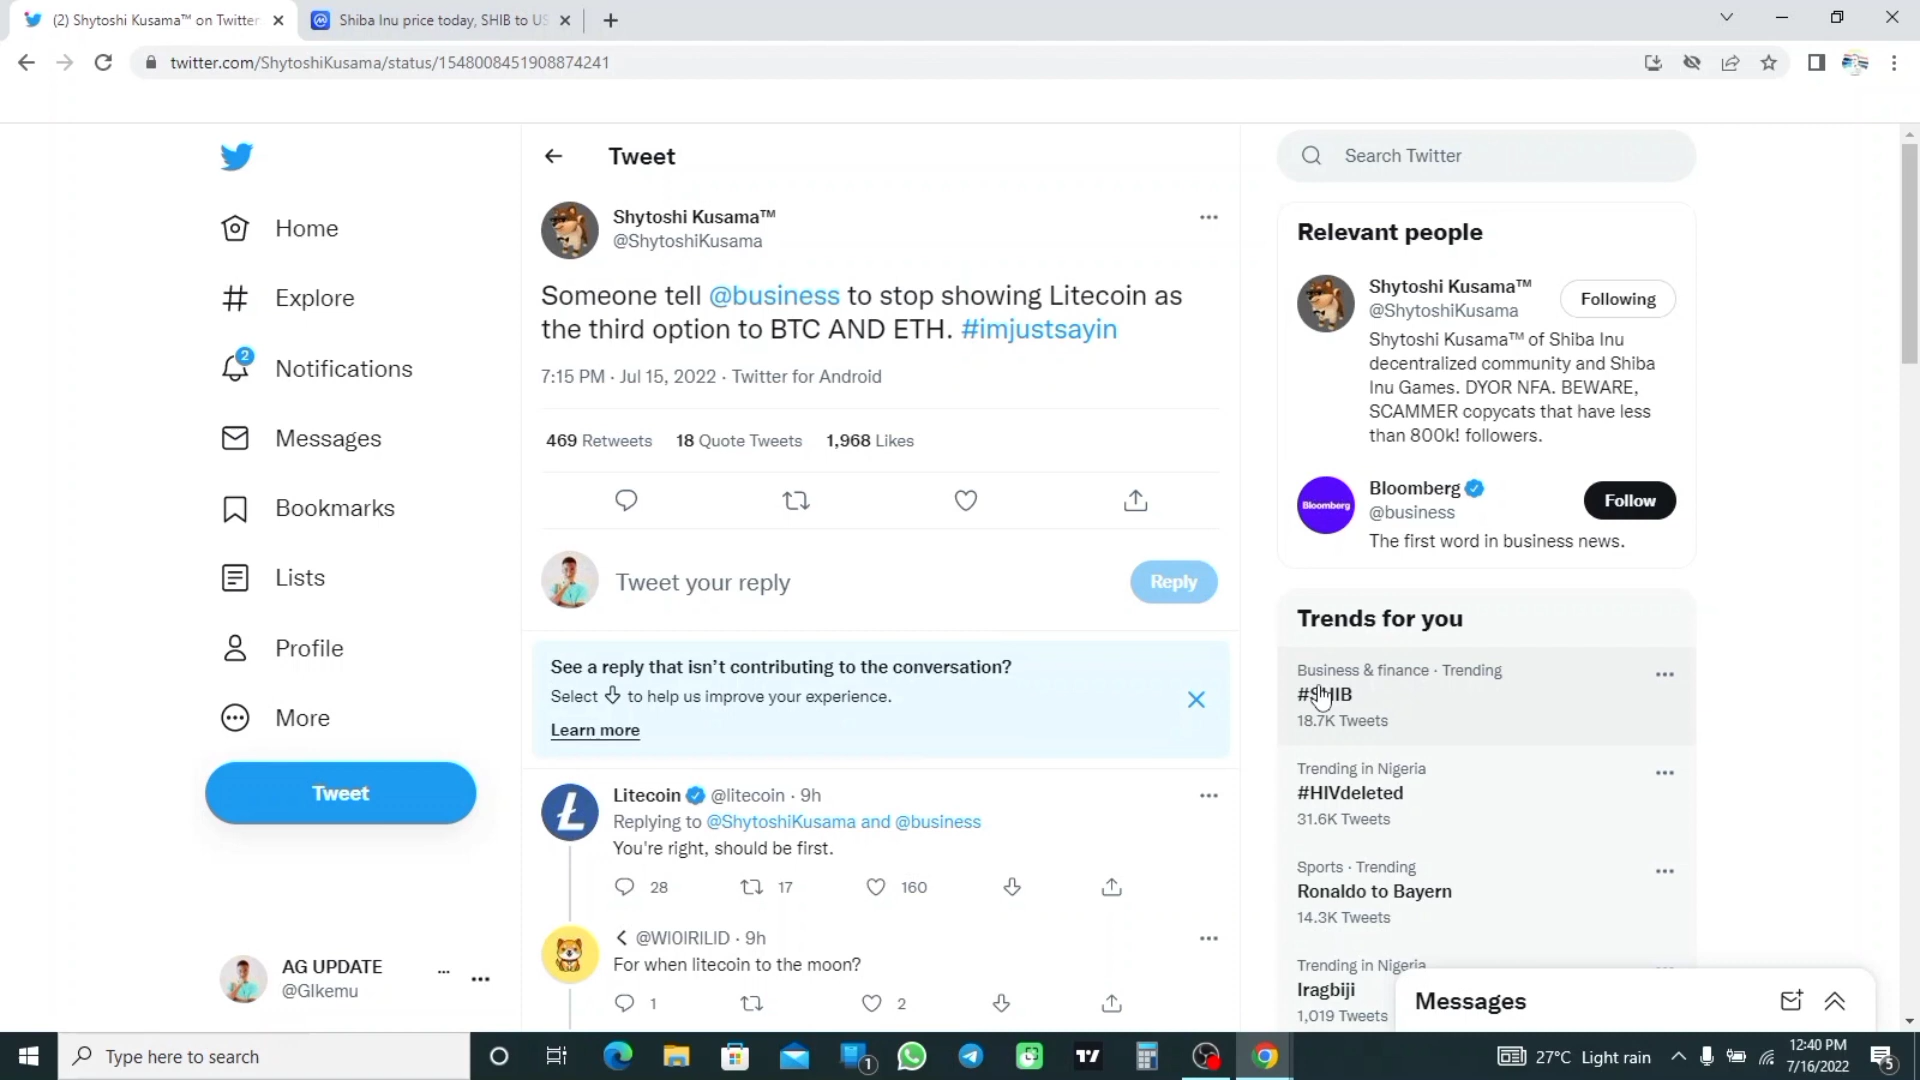 (2) Shytoshi Kusama™ on Twitter
Shiba Inu price today, SHIB to US
twitter.com/ShytoshiKusama/status/1548008451908874241
Home
Explore
2
Notifications
Messages
Bookmarks
Lists
Profile
More
Tweet
AG UPDATE
@Glkemu
Tweet
Shytoshi Kusama™
@ShytoshiKusama
Someone tell @business to stop showing Litecoin as
the third option to BTC AND ETH. #imjustsayin
7:15 PM · Jul 15, 2022 · Twitter for Android
469 Retweets 18 Quote Tweets 1,968 Likes
Tweet your reply
Reply
See a reply that isn't contributing to the conversation?
Select to help us improve your experience.
Learn more
Litecoin @litecoin · 9h
Replying to @ShytoshiKusama and @business
You're right, should be first.
28 17 160
@WI0IRILID · 9h
For when litecoin to the moon?
1 2
Search Twitter
Relevant people
Shytoshi Kusama™
@ShytoshiKusama
Following
Shytoshi Kusama™ of Shiba Inu
decentralized community and Shiba
Inu Games. DYOR NFA. BEWARE,
SCAMMER copycats that have less
than 800k! followers.
Bloomberg
Bloomberg
@business
Follow
The first word in business news.
Trends for you
Business & finance · Trending
#SHIB
18.7K Tweets
Trending in Nigeria
#HIVdeleted
31.6K Tweets
Sports · Trending
Ronaldo to Bayern
14.3K Tweets
Trending in Nigeria
Iragbiji
1,019 Tweets
Messages
Type here to search
1
27°C Light rain
12:40 PM
7/16/2022
5